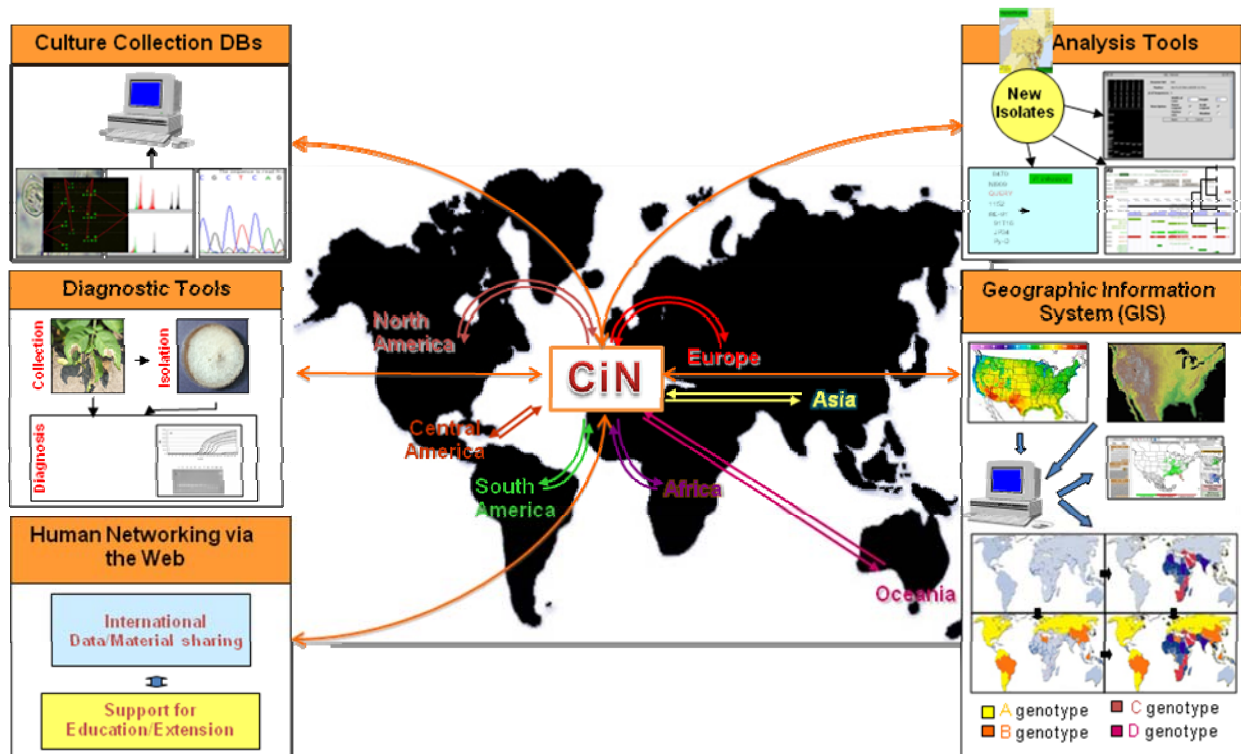 Culture Collection DBs
C G C T C A G
Diagnostic Tools
Collection
Isolation
Diagnosis
Human Networking via
the Web
International
Data/Material sharing
Support for
Education/Extension
North
America
Central
America
South
America
CiN
Europe
Asia
Africa
Oceania
Analysis Tools
New
Isolates
Geographic Information
System (GIS)
A genotype
B genotype
C genotype
D genotype